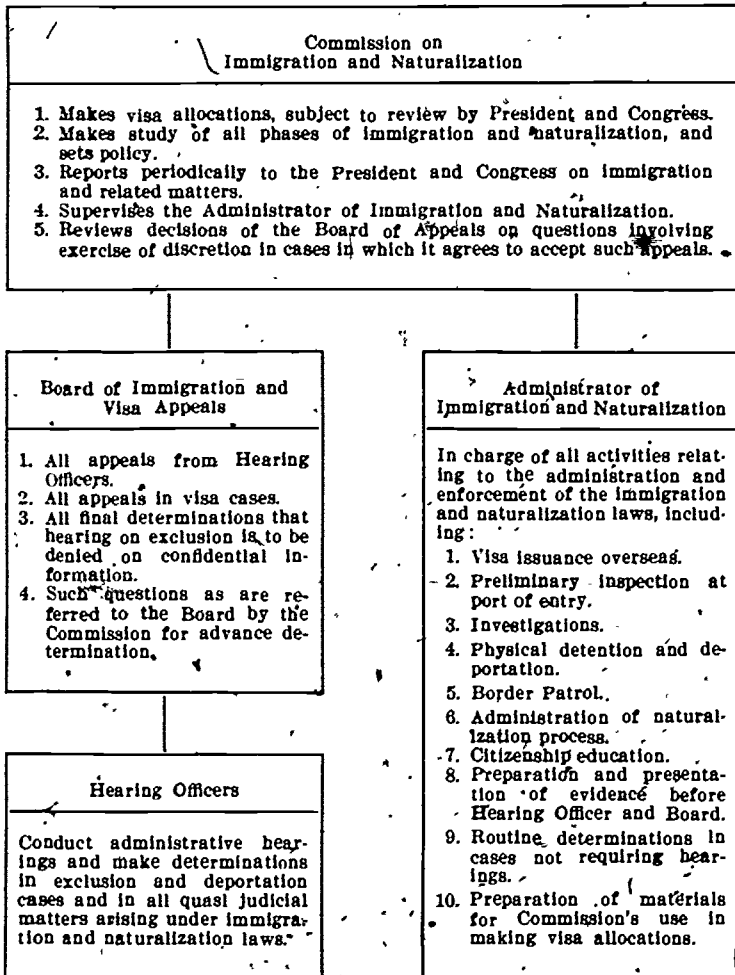 Commission on
Immigration and Naturalization
1. Makes visa allocations, subject to review by President and Congress.
2. Makes study of all phases of immigration and naturalization, and
sets policy.
3. Reports periodically to the President and Congress on immigration
and related matters.
4. Supervises the Administrator of Immigration and Naturalization.
5. Reviews decisions of the Board of Appeals on questions involving
exercise of discretion in cases in which it agrees to accept such appeals.
Board of Immigration and
Visa Appeals
1. All appeals from Hearing
Officers.
2. All appeals in visa cases.
3. All final determinations that
hearing on exclusion is to be
denied on confidential in-
formation.
4. Such questions as are re-
ferred to the Board by the
Commission for advance de-
termination.
Hearing Officers
Conduct administrative hear-
ings and make determinations
in exclusion and deportation
cases and in all quasi judicial
matters arising under immigra-
tion and naturalization laws.
Administrator of
Immigration and Naturalization
In charge of all activities relat-
ing to the administration and
enforcement of the immigration
and naturalization laws, includ-
ing:
1. Visa issuance overseas.
2. Preliminary inspection at
port of entry.
3. Investigations.
4. Physical detention and de-
portation.
5. Border Patrol.
6. Administration of natural-
ization process.
7. Citizenship education.
8. Preparation and presenta-
tion of evidence before
Hearing Officer and Board.
9. Routine determinations in
cases not requiring hear-
ings.
10. Preparation of materials
for Commission's use in
making visa allocations.